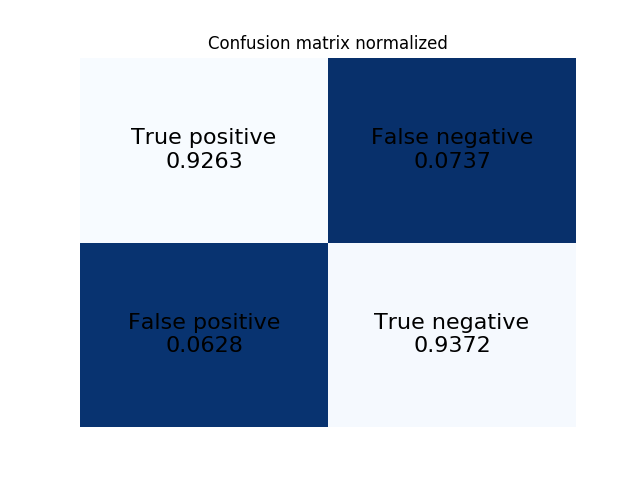 Confusion matrix normalized
True positive
0.9263
False negative
0.0737
False positive
0.0628
True negative
0.9372